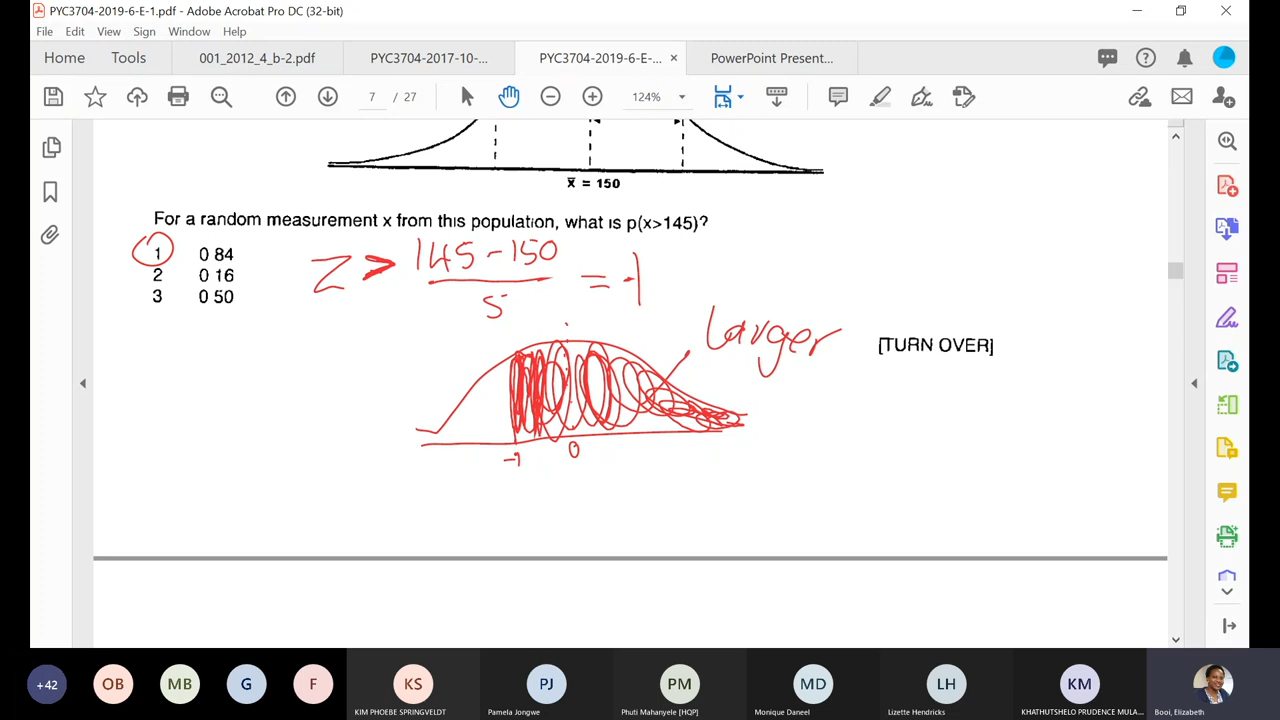 PYC3704-2019-6-E-1.pdf - Adobe Acrobat Pro DC (32-bit)
File Edit View Sign Window Help
Home Tools 001_2012_4_b-2.pdf PYC3704-2017-10-... PYC3704-2019-6-E-... × PowerPoint Present...
7 / 27 124%
x̄ = 150
For a random measurement x from this population, what is p(x>145)?
1 0 84
2 0 16
3 0 50
Z > 145-150 / 5 = -1
larger
[TURN OVER]
-1 0
+42 OB MB G F KS PJ PM MD LH KM
KIM PHOEBE SPRINGVELDT Pamela Jongwe Phuti Mahanyele [HQP] Monique Daneel Lizette Hendricks KHATHUTSHELO PRUDENCE MULA... Booi, Elizabeth